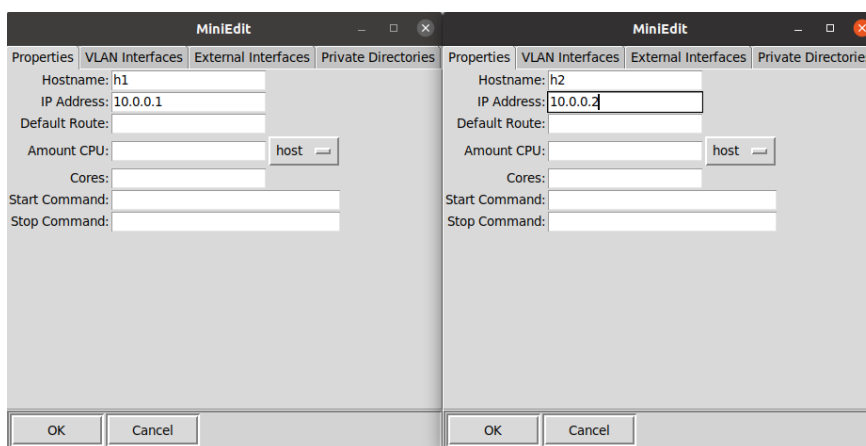 MiniEdit
Properties VLAN Interfaces External Interfaces Private Directories
Hostname: h1
IP Address: 10.0.0.1
Default Route:
Amount CPU: host
Cores:
Start Command:
Stop Command:
OK Cancel
MiniEdit
Properties VLAN Interfaces External Interfaces Private Directorie
Hostname: h2
IP Address: 10.0.0.2
Default Route:
Amount CPU: host
Cores:
Start Command:
Stop Command:
OK Cancel